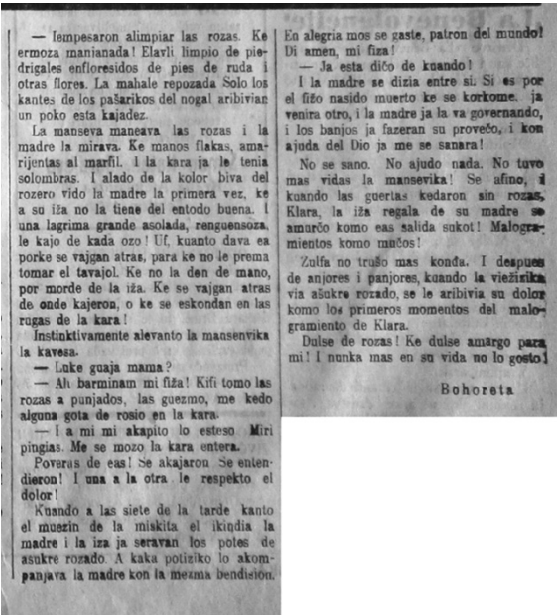 — Iempesaron alimpiar las rozas. Ke
ermoza manianada! Elavli limpio de pie-
drigales enfloresidos de pies de ruda i
otras flores. La mahale repozada Solo los
kantes de los pašarikos del nogal aribivian
un poko esta kajadez.
La manseva maneava las rozas i la
madre la mirava. Ke manos flakas, ama-
rijentas al marfil. I la kara ja le tenia
solombras. I alado de la kolor biva del
rozero vido la madre la primera vez, ke
a su iža no la tiene del entodo buena. I
una lagrima grande asolada, renguensoza,
le kajo de kada ozo! Uf, kuanto dava ea
porke se vajgan atras, para ke no le prema
tomar el tavajol. Ke no la den de mano,
por morde de la iža. Ke se vajgan atras
de onde kajeron, o ke se eskondan en las
rugas de la kara!
Instinktivamente alevanto la mansenvika
la kavesa.
— Luke guaja mama?
— Ah barminam mi fiža! Kifi tomo las
rozas a punjados, las guezmo, me kedo
alguna gota de rosio en la kara.
— I a mi mi akapito lo esteso. Miri
pingias. Me se mozo la kara entera.
Poveras de eas! Se akajaron Se enten-
dieron! I una a la otra le respekto el
dolor!
Kuando a las siete de la tarde kanto
el muezin de la miskita el ikindia la
madre i la iza ja seravan los potes de
asukre rozado. A kaka potiziko lo akom-
panjava la madre kon la mezma bendision.
En alegria mos se gaste, patron del mundo!
Di amen, mi fiza!
— Ja esta dičo de kuando!
I la madre se dizia entre si. Si es por
el fižo nasido muerto ke se korkome, ja
venira otro, i la madre ja la va governando,
i los banjos ja fazeran su provečo, i kon
ajuda del Dio ja me se sanara!
No se sano. No ajudo nada. No tuvo
mas vidas la mansevika! Se afino, i
kuando las guertas kedaron sin rozas,
Klara, la iža regala de su madre se
amurčo komo eas salida sukot! Malogra-
mientos komo mučos!
Zulfa no trušo mas konđa. I despues
de anjores i panjores, kuando la viežizika
via ašukre rozado, se le aribivia su dolor
komo los primeros momentos del malo-
gramiento de Klara.
Dulse de rozas! Ke dulse amargo para
mi! I nunka mas en su vida no lo gosto!
Bohoreta